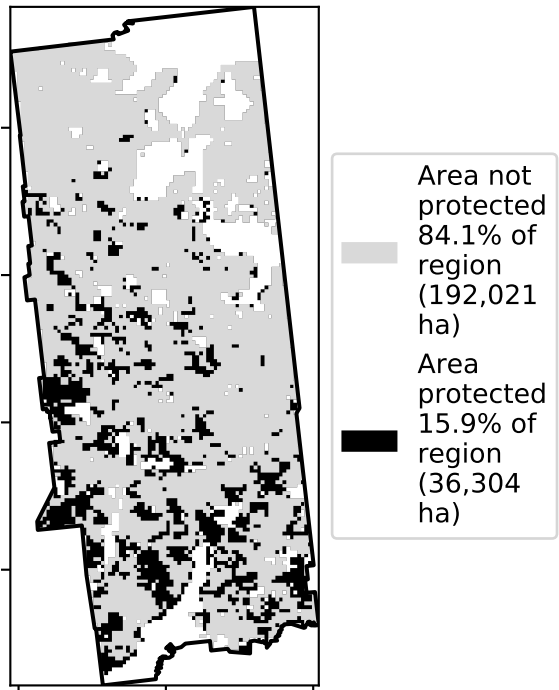 Area not
protected
84.1% of
region
(192,021
ha)
Area
protected
15.9% of
region
(36,304
ha)